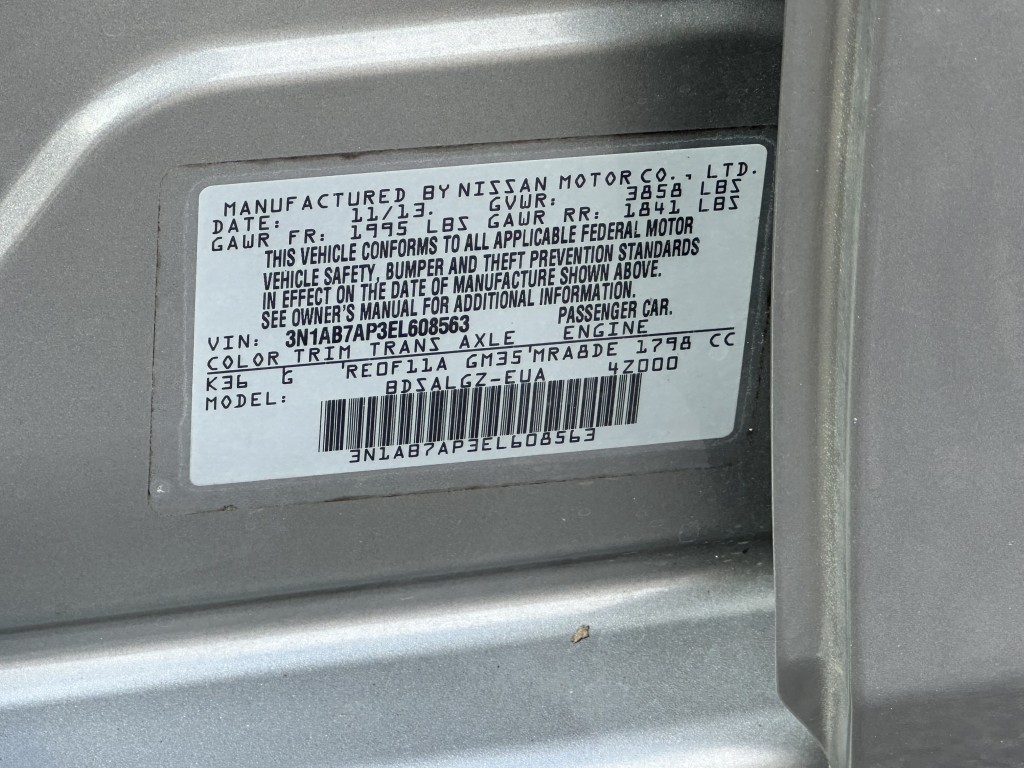 MANUFACTURED BY NISSAN MOTOR CO., LTD.
DATE: 11/13. GVWR: 3858 LBS
GAWR FR: 1995 LBS GAWR RR: 1841 LBS
THIS VEHICLE CONFORMS TO ALL APPLICABLE FEDERAL MOTOR
VEHICLE SAFETY, BUMPER AND THEFT PREVENTION STANDARDS
IN EFFECT ON THE DATE OF MANUFACTURE SHOWN ABOVE.
SEE OWNER'S MANUAL FOR ADDITIONAL INFORMATION.
VIN: 3N1AB7AP3EL608563 PASSENGER CAR.
COLOR TRIM TRANS AXLE ENGINE
K36 G 'RE0F11A GM35'MRA8DE 1798 CC
MODEL: BDSALGZ-EUA 4Z000
3N1AB7AP3EL608563